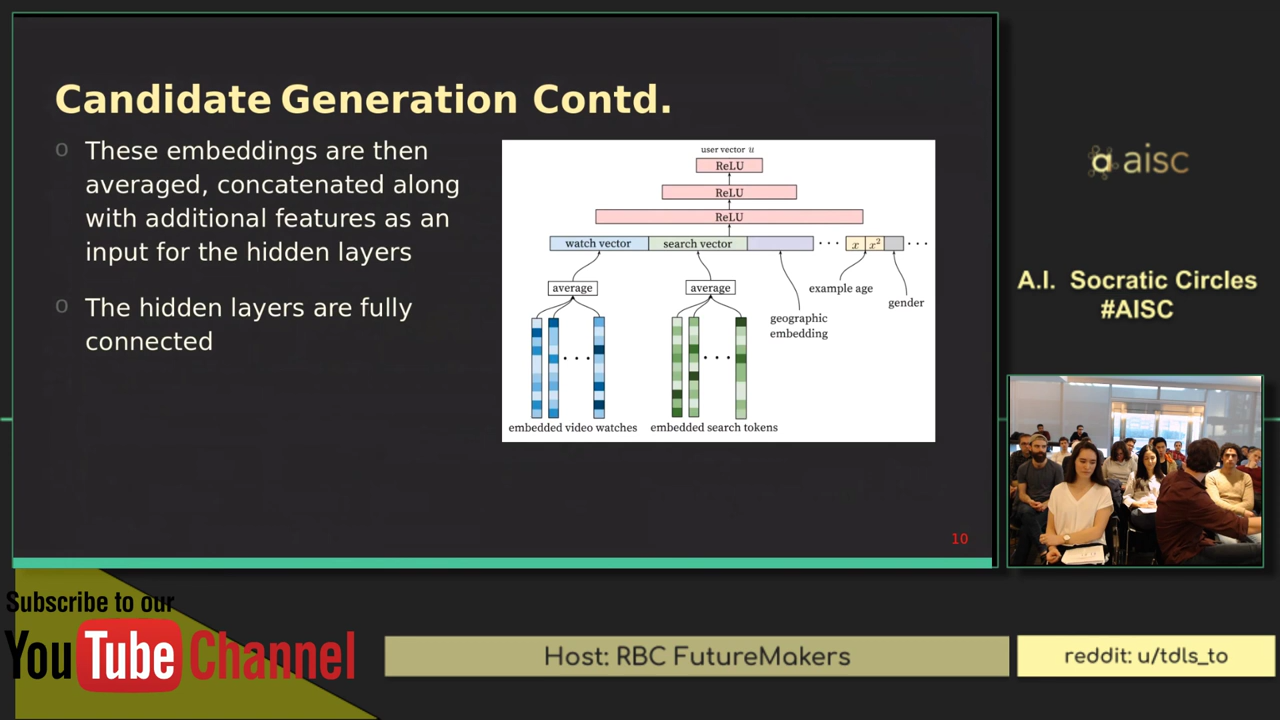 Candidate Generation Contd.
o These embeddings are then
averaged, concatenated along
with additional features as an
input for the hidden layers
o The hidden layers are fully
connected
user vector u
ReLU
ReLU
ReLU
watch vector
search vector
...
x
x²
...
average
average
example age
gender
geographic
embedding
...
...
embedded video watches
embedded search tokens
10
aisc
A.I. Socratic Circles
#AISC
Subscribe to our
YouTube Channel
Host: RBC FutureMakers
reddit: u/tdls_to